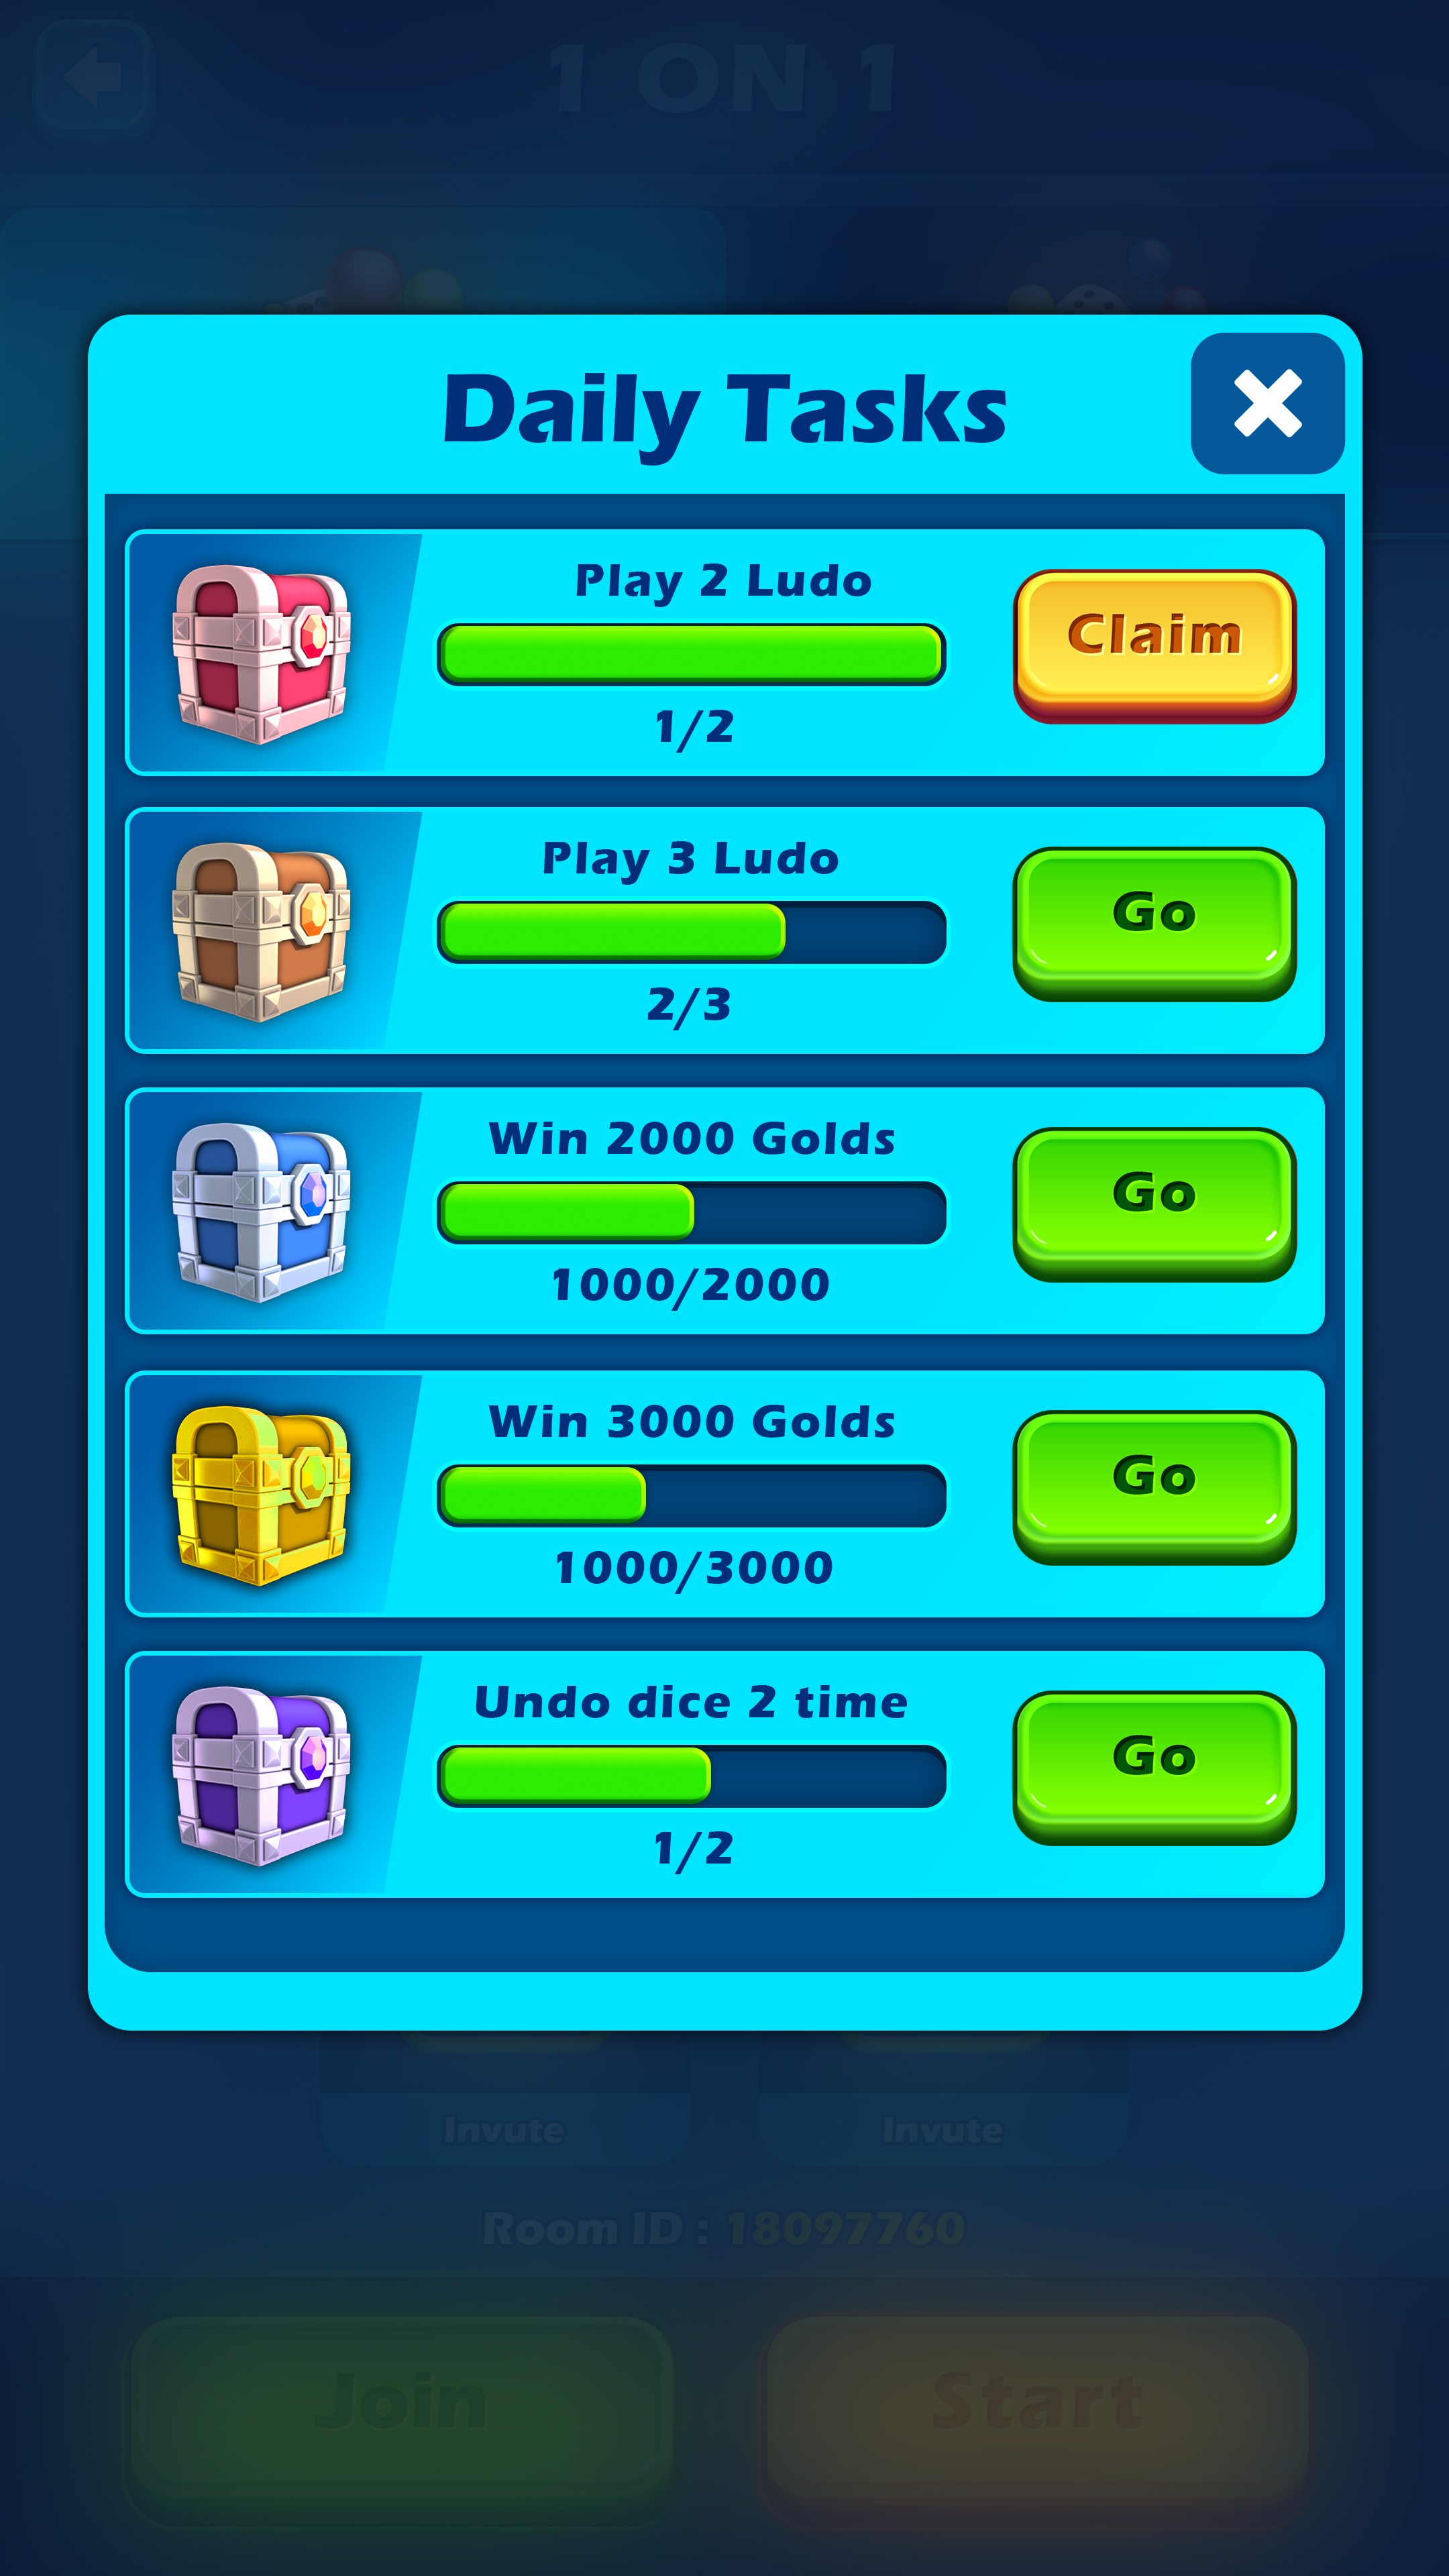 1 ON 1
Daily Tasks
Play 2 Ludo
1/2
Claim
Play 3 Ludo
2/3
Go
Win 2000 Golds
1000/2000
Go
Win 3000 Golds
1000/3000
Go
Undo dice 2 time
1/2
Go
Invute
Invute
Room ID : 18097760
Join
Start